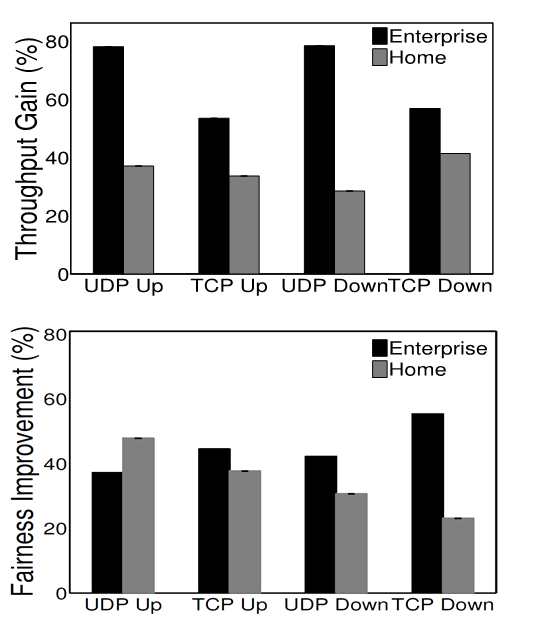 Throughput Gain (%)
80
60
40
20
0
Enterprise
Home
UDP Up TCP Up UDP Down TCP Down
Fairness Improvement (%)
80
60
40
20
0
Enterprise
Home
UDP Up TCP Up UDP Down TCP Down